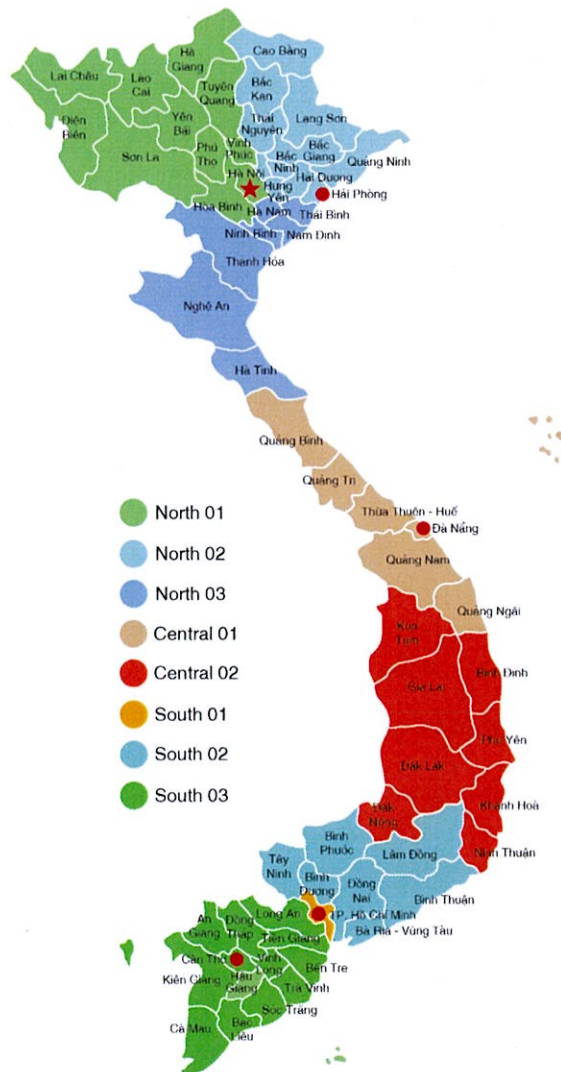 Hà
Giang
Cao Bằng
Lai Châu
Lao
Cai
Tuyên
Quang
Bắc
Kạn
Điện
Biên
Yên
Bái
Thái
Nguyên
Lạng Sơn
Sơn La
Phú
Thọ
Vĩnh
Phúc
Bắc
Giang
Bắc
Ninh
Quảng Ninh
Hà Nội
Hải Dương
Hưng
Yên
Hải Phòng
Hòa Bình
Hà Nam
Thái Bình
Ninh Bình
Nam Định
Thanh Hóa
Nghệ An
Hà Tĩnh
Quảng Bình
Quảng Trị
Thừa Thuên - Huế
Đà Nẵng
Quảng Nam
Quảng Ngãi
North 01
North 02
North 03
Central 01
Central 02
South 01
South 02
South 03
Kon
Tum
Bình Định
Gia Lai
Phú Yên
Đắk Lắk
Khánh Hoà
Đắk
Nông
Ninh Thuận
Bình
Phước
Lâm Đồng
Tây
Ninh
Bình
Dương
Đồng
Nai
Bình Thuận
TP. Hồ Chí Minh
Bà Rịa - Vũng Tàu
Long An
An
Giang
Đồng
Tháp
Tiền Giang
Cần Thơ
Vĩnh
Long
Bến Tre
Kiên Giang
Hậu
Giang
Trà Vinh
Sóc Trăng
Cà Mau
Bạc
Liêu